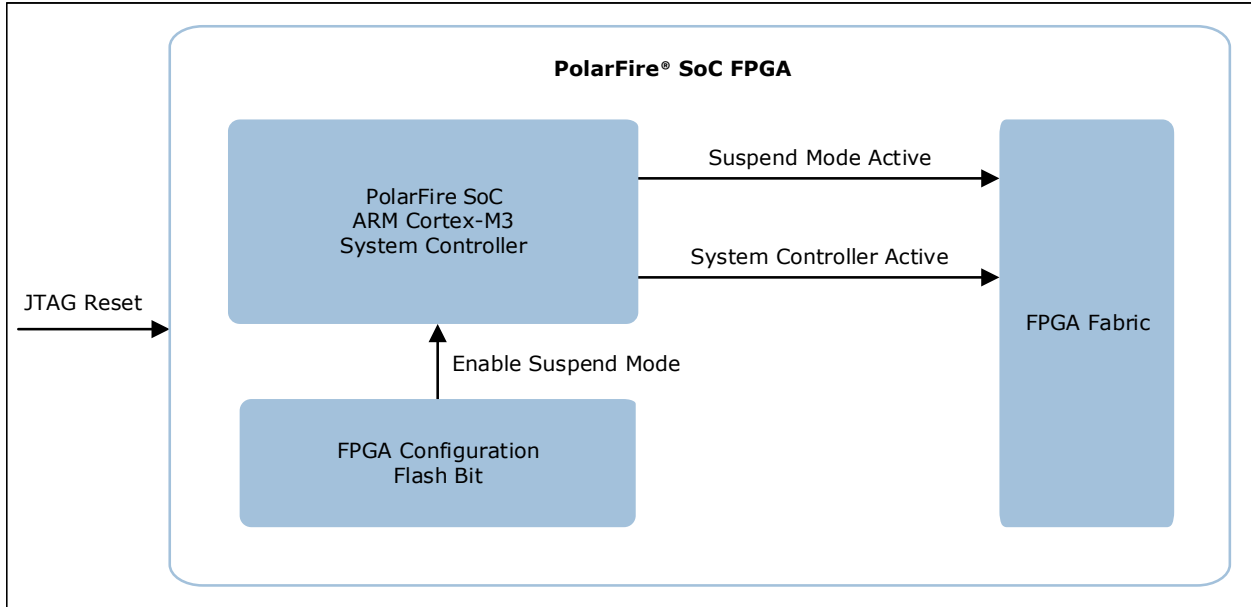 PolarFire® SoC FPGA
PolarFire SoC
ARM Cortex-M3
System Controller
Suspend Mode Active
System Controller Active
JTAG Reset
FPGA Fabric
Enable Suspend Mode
FPGA Configuration
Flash Bit